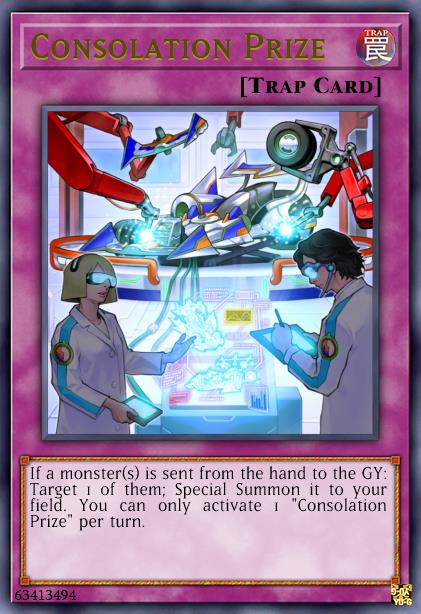 Consolation Prize
TRAP
罠
[Trap Card]
If a monster(s) is sent from the hand to the GY:
Target 1 of them; Special Summon it to your
field. You can only activate 1 "Consolation
Prize" per turn.
63413494